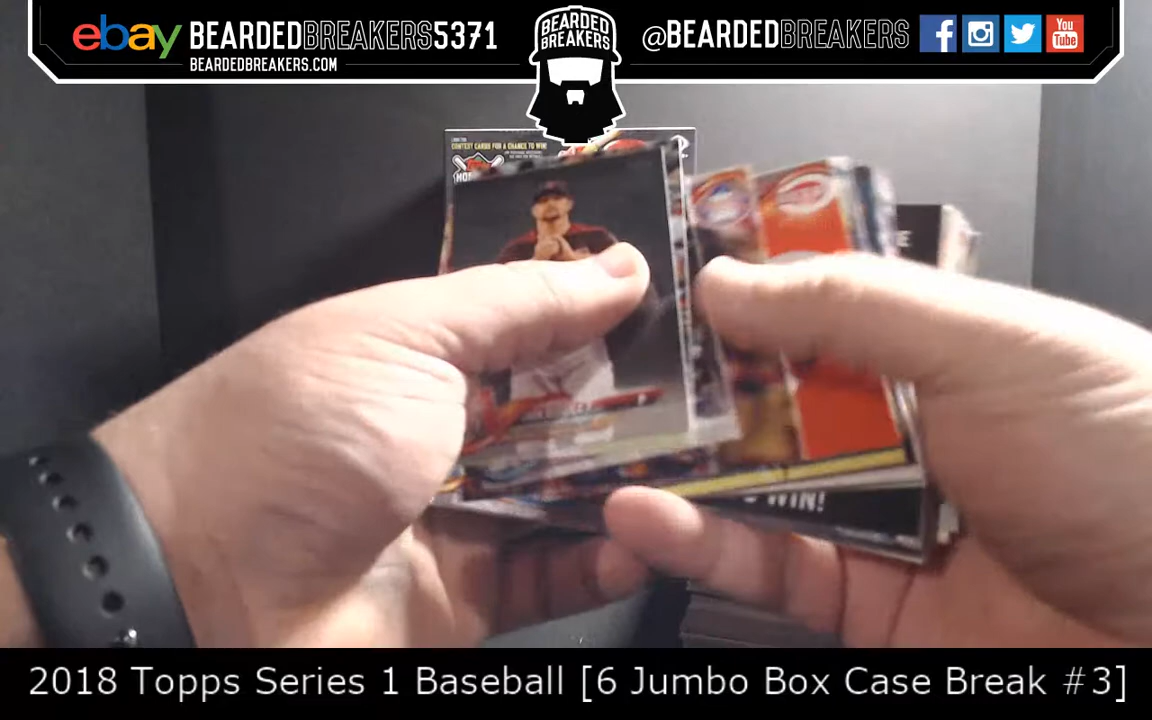 ebay BEARDEDBREAKERS5371
BEARDEDBREAKERS.COM
BEARDED
BREAKERS
@BEARDEDBREAKERS
f
You
Tube
CONTEST CARDS FOR A CHANCE TO WIN!
E
WIN!
2018 Topps Series 1 Baseball [6 Jumbo Box Case Break #3]